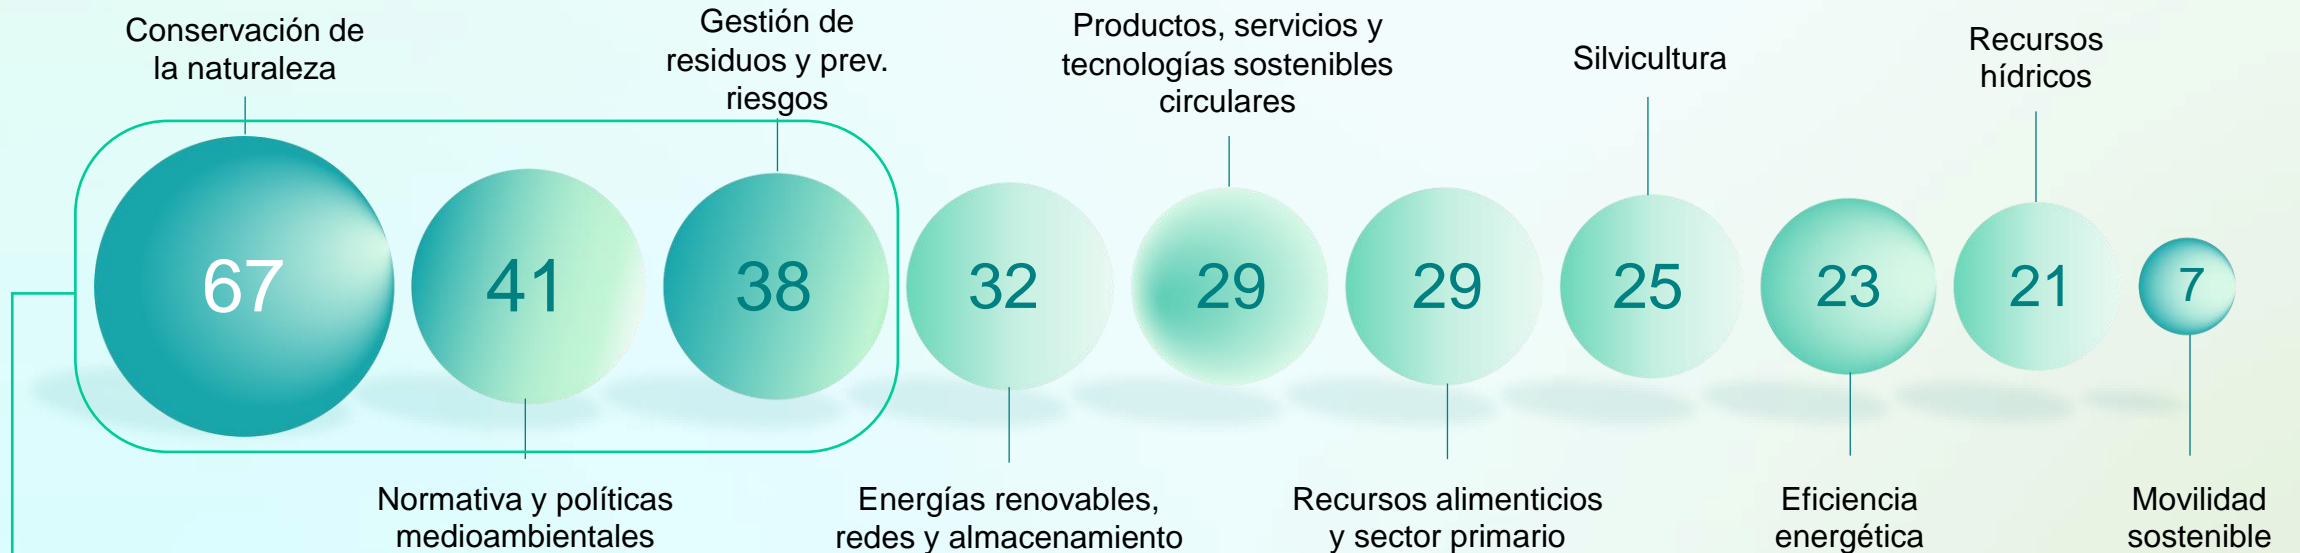 Conservación de
la naturaleza
Gestión de
residuos y prev.
riesgos
Productos, servicios y
tecnologías sostenibles
circulares
Silvicultura
Recursos
hídricos
67
41
38
32
29
29
25
23
21
7
Normativa y políticas
medioambientales
Energías renovables,
redes y almacenamiento
Recursos alimenticios
y sector primario
Eficiencia
energética
Movilidad
sostenible